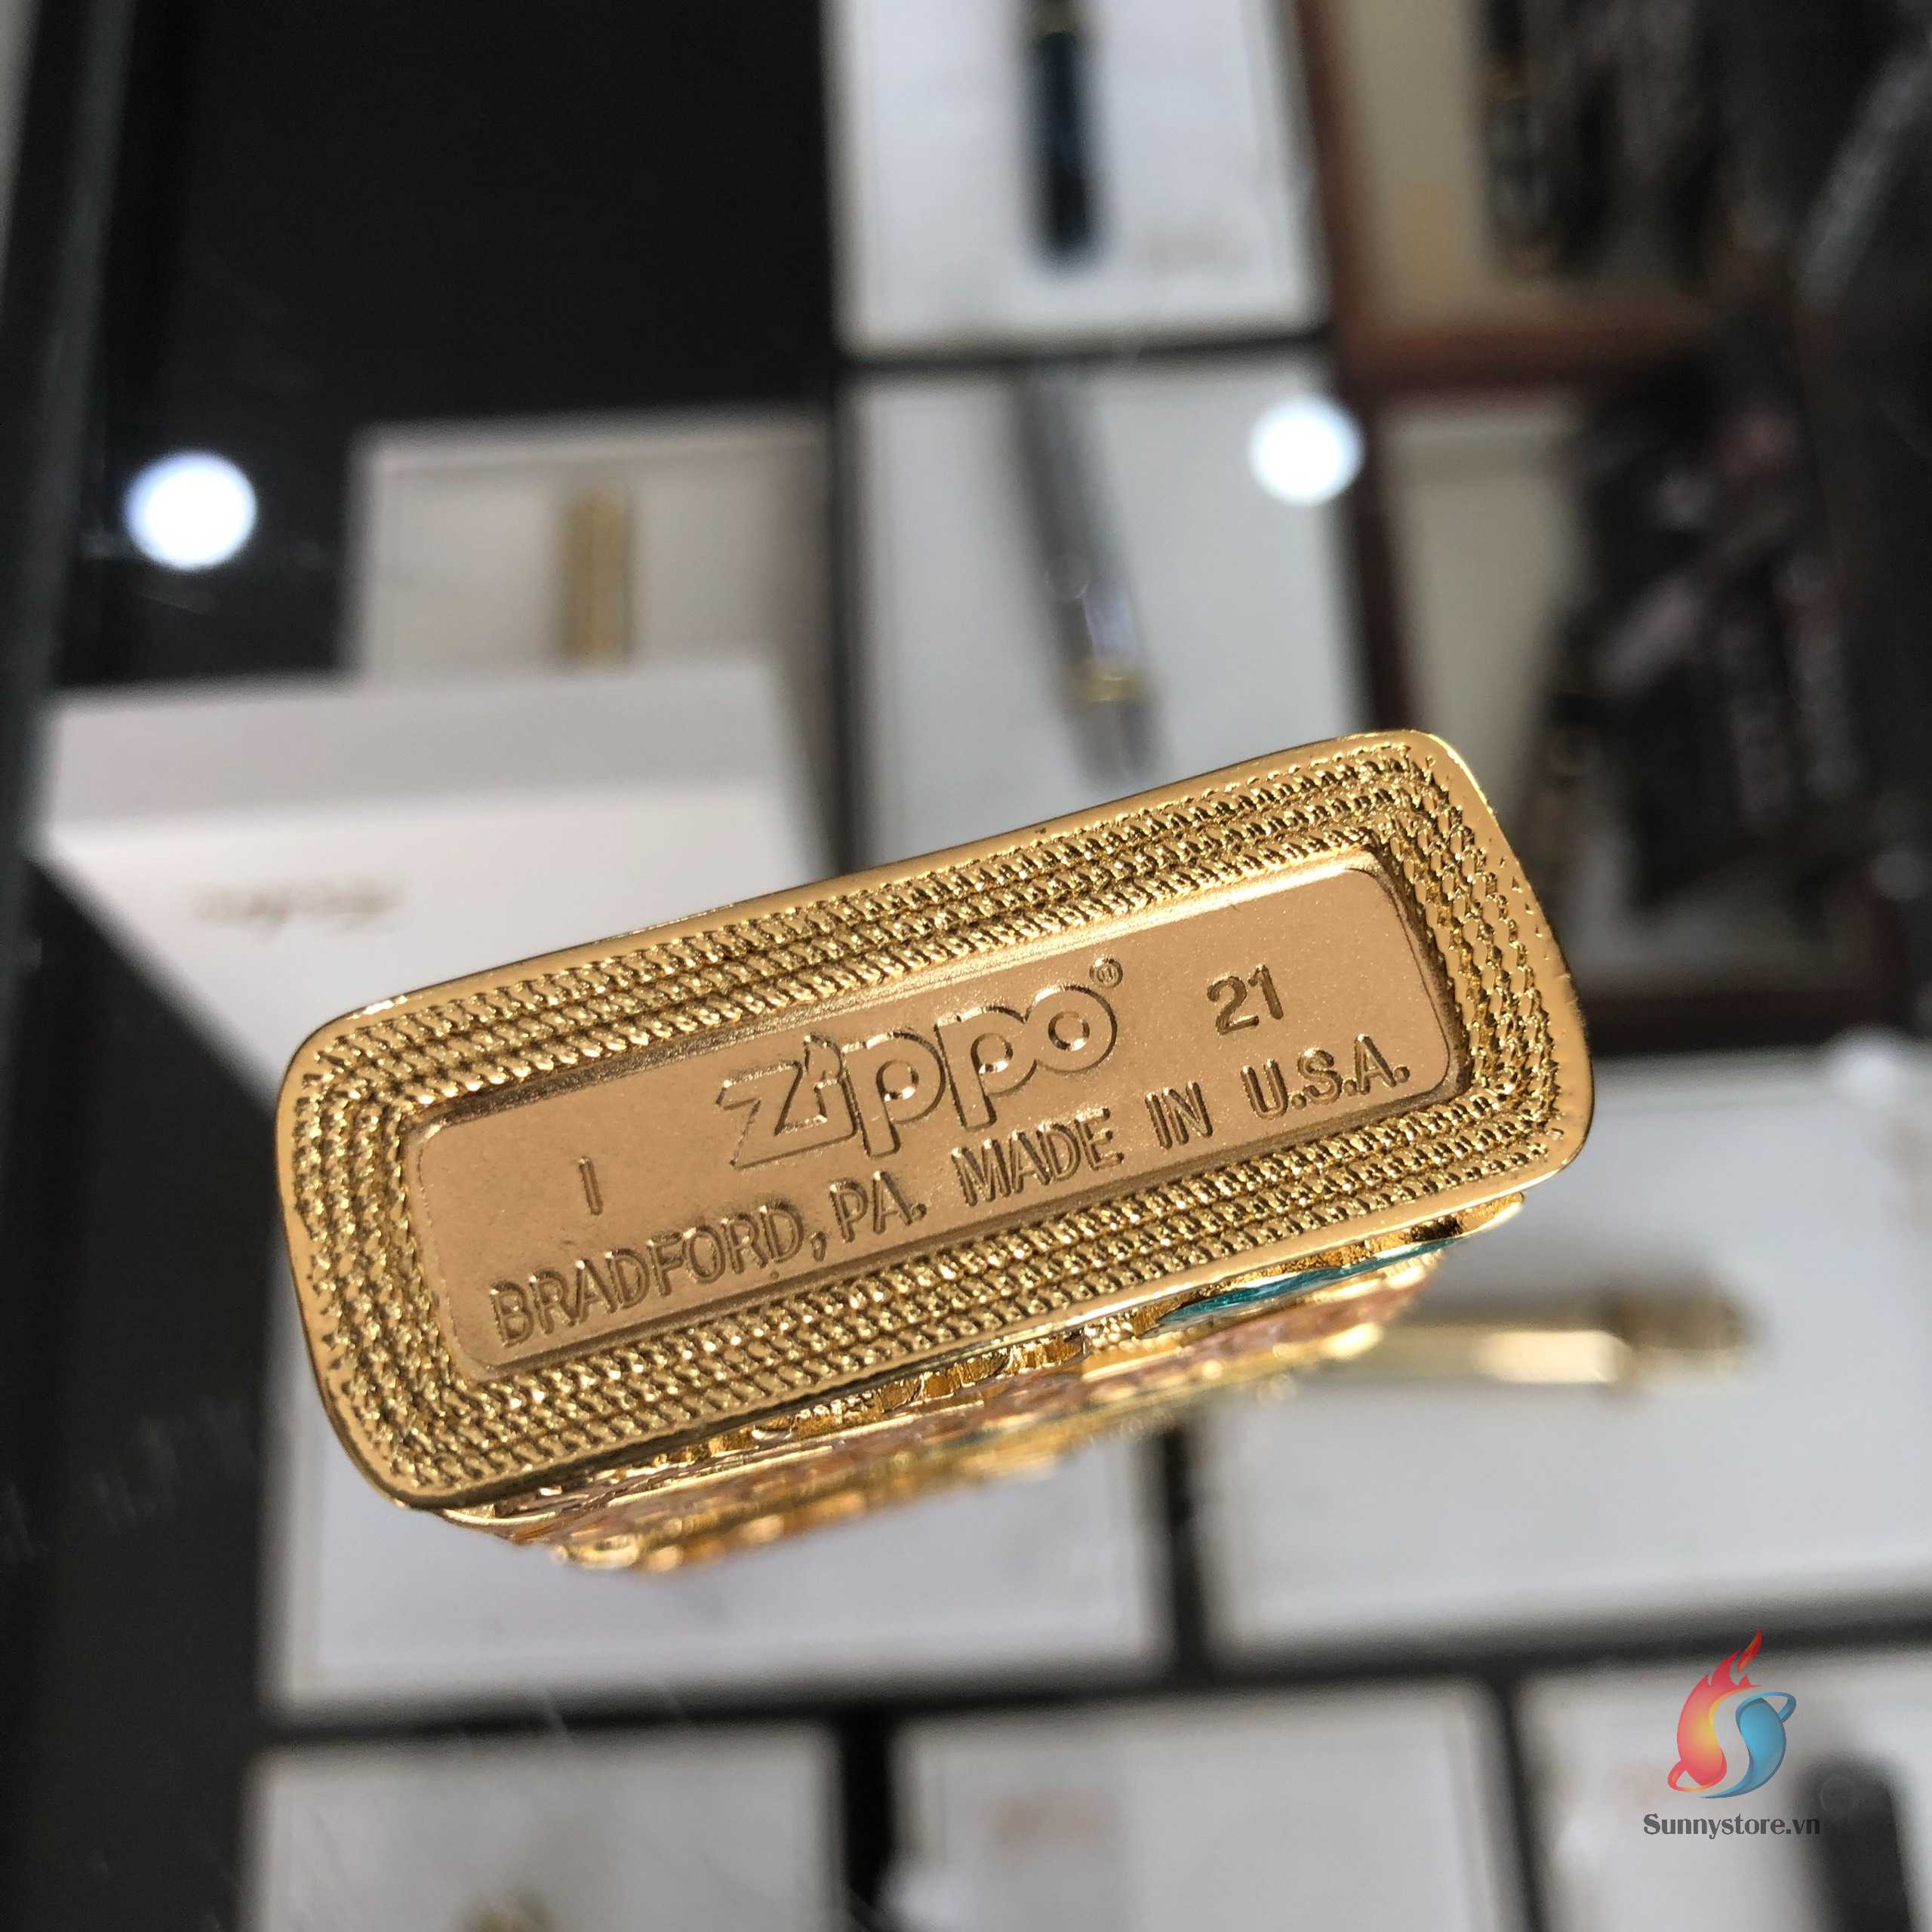 Zippo® 21
I
BRADFORD, PA. MADE IN U.S.A.
Sunnystore.vn